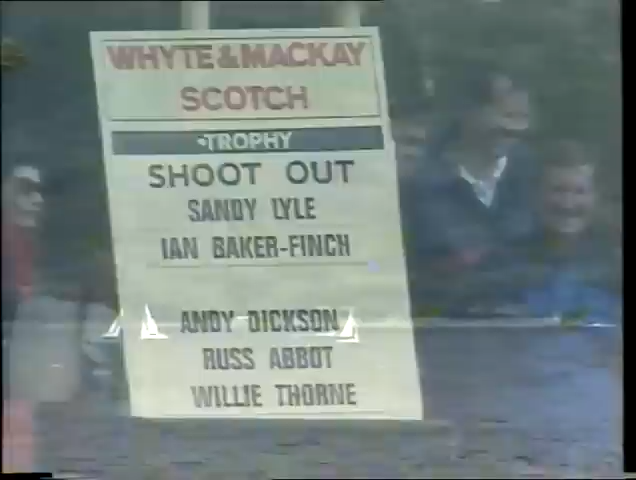 WHYTE & MACKAY
SCOTCH
TROPHY
SHOOT OUT
SANDY LYLE
IAN BAKER-FINCH
ANDY DICKSON
RUSS ABBOT
WILLIE THORNE